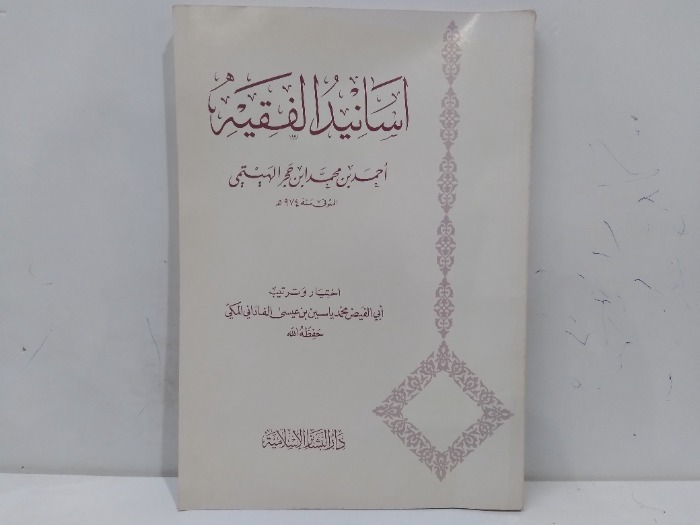 أسانيد الفقيه
أحمد بن محمد ابن حجر الهيتمي
المتوفى سنة ٩٧٤ هـ
اختيار وترتيب
أبي الفيض محمد ياسين بن عيسى الفاداني المكي
حفظه الله
دار البشائر الإسلامية